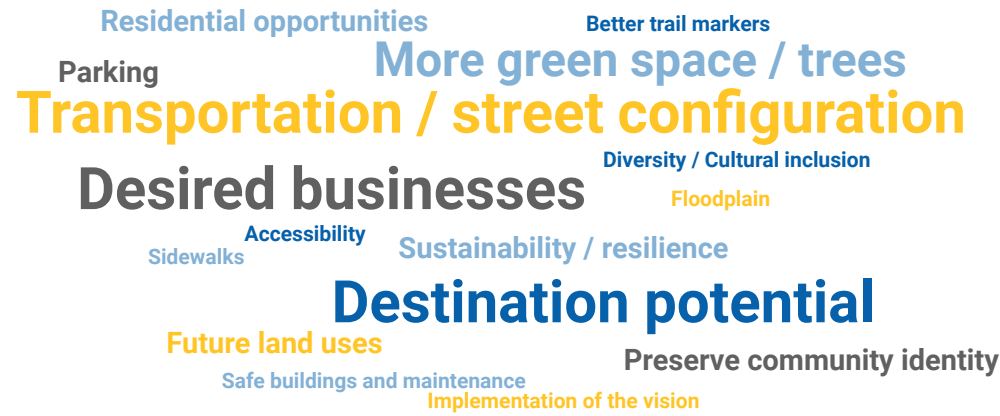 Residential opportunities
Better trail markers
More green space / trees
Parking
Transportation / street configuration
Diversity / Cultural inclusion
Desired businesses
Floodplain
Accessibility
Sustainability / resilience
Sidewalks
Destination potential
Future land uses
Preserve community identity
Safe buildings and maintenance
Implementation of the vision